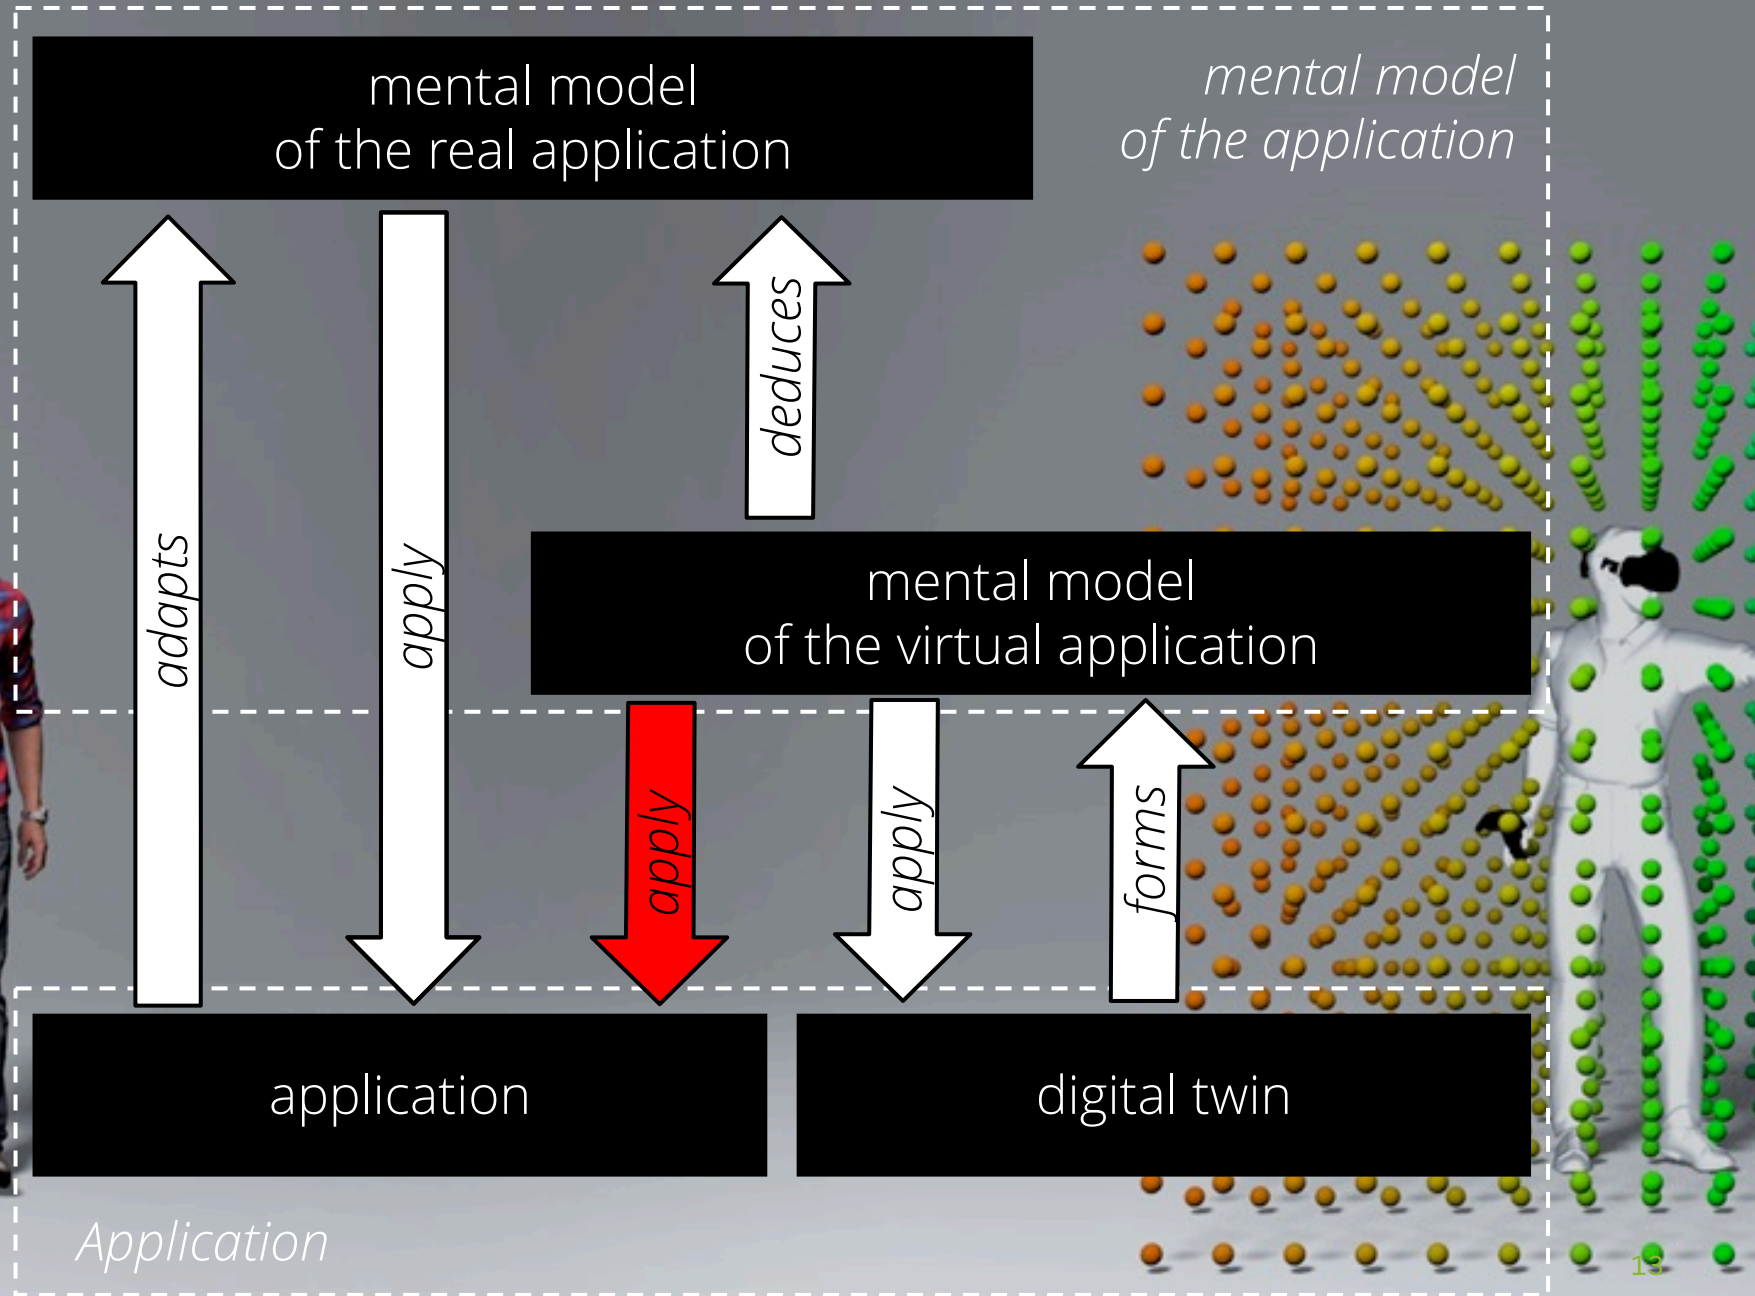 mental model
of the real application
mental model
of the application
adapts
apply
deduces
mental model
of the virtual application
apply
apply
forms
application
digital twin
Application
13